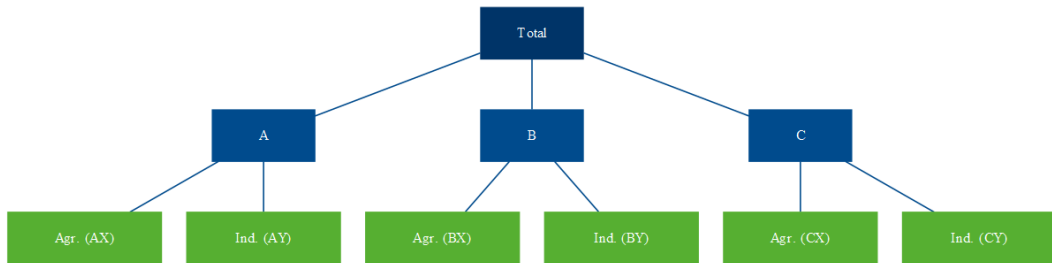 Total
A
B
C
Agr. (AX)
Ind. (AY)
Agr. (BX)
Ind. (BY)
Agr. (CX)
Ind. (CY)